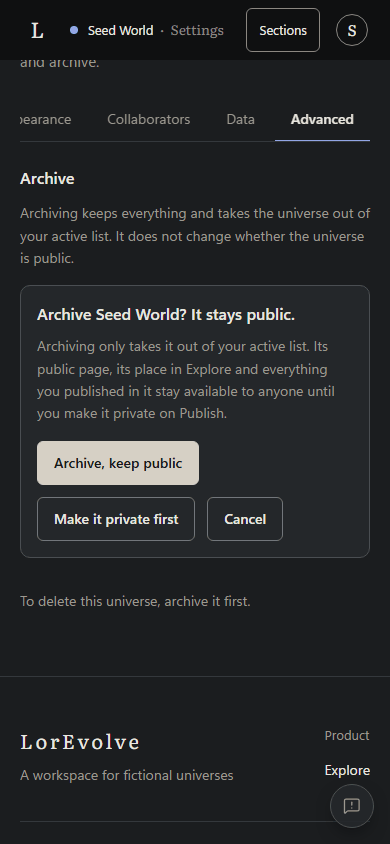 L Seed World · Settings Sections S
and archive.
pearance Collaborators Data Advanced
Archive
Archiving keeps everything and takes the universe out of
your active list. It does not change whether the universe
is public.
Archive Seed World? It stays public.
Archiving only takes it out of your active list. Its
public page, its place in Explore and everything
you published in it stay available to anyone until
you make it private on Publish.
Archive, keep public
Make it private first Cancel
To delete this universe, archive it first.
LorEvolve Product
A workspace for fictional universes Explore